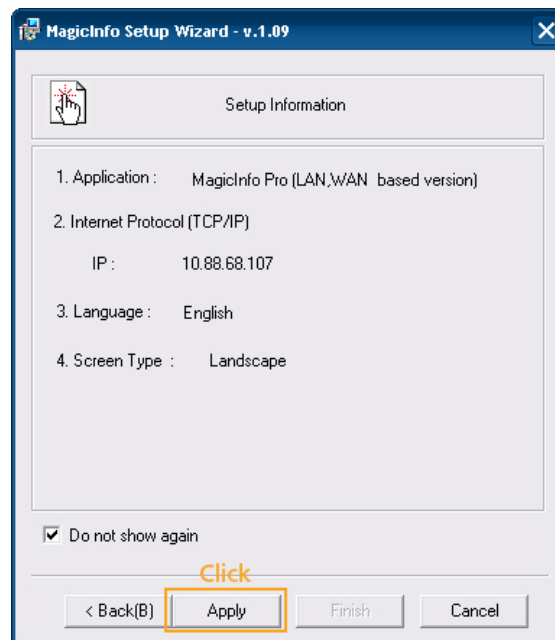 MagicInfo Setup Wizard - v.1.09
Setup Information
1. Application : MagicInfo Pro (LAN,WAN based version)
2. Internet Protocol (TCP/IP)
IP : 10.88.68.107
3. Language : English
4. Screen Type : Landscape
Do not show again
Click
< Back(B) Apply Finish Cancel